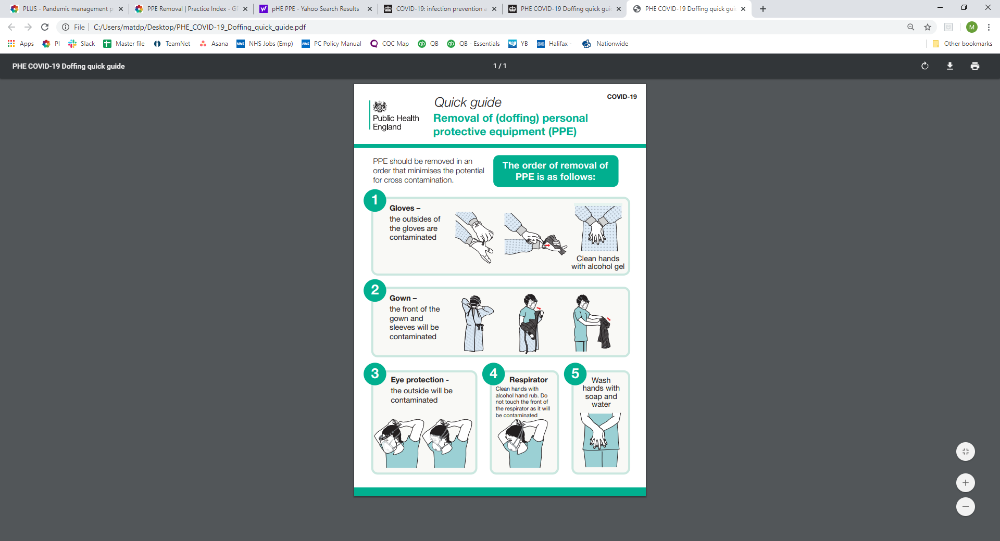 PLUS - Pandemic management p
PPE Removal | Practice Index - GP
pHE PPE - Yahoo Search Results
COVID-19: infection prevention a
PHE COVID-19 Doffing quick gui
PHE COVID-19 Doffing quick gui
File
C:/Users/matdp/Desktop/PHE_COVID-19_Doffing_quick_guide.pdf
M
Apps
PI
Slack
Master file
TeamNet
Asana
NHS
NHS Jobs (Emp)
NHS
PC Policy Manual
CQC Map
qb
QB
qb
QB - Essentials
YB
Halifax -
Nationwide
Other bookmarks
PHE COVID-19 Doffing quick guide
1 / 1
COVID-19
Public Health
England
Quick guide
Removal of (doffing) personal
protective equipment (PPE)
PPE should be removed in an
order that minimises the potential
for cross contamination.
The order of removal of
PPE is as follows:
1
Gloves –
the outsides of
the gloves are
contaminated
Clean hands
with alcohol gel
2
Gown –
the front of the
gown and
sleeves will be
contaminated
3
Eye protection -
the outside will be
contaminated
4
Respirator
Clean hands with
alcohol hand rub. Do
not touch the front of
the respirator as it will
be contaminated
5
Wash
hands with
soap and
water